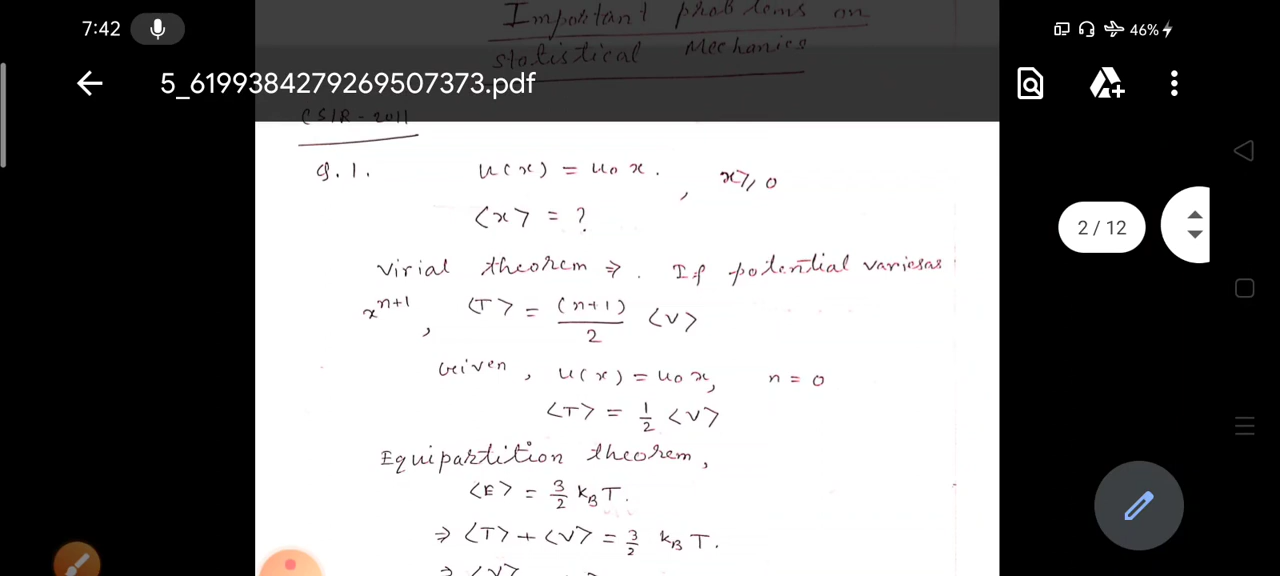 7:42
46%
Important problems on
statistical Mechanics
5_6199384279269507373.pdf
CSIR - 2011
Q.1. u(x) = u₀ x. , x ≥ 0
2 / 12
<x> = ?
Virial theorem ⇒. If potential varies as
xⁿ⁺¹, <T> = (n+1)/2 <V>
Given, u(x) = u₀ x, n = 0
<T> = 1/2 <V>
Equipartition theorem,
<E> = 3/2 k_B T.
⇒ <T> + <V> = 3/2 k_B T.